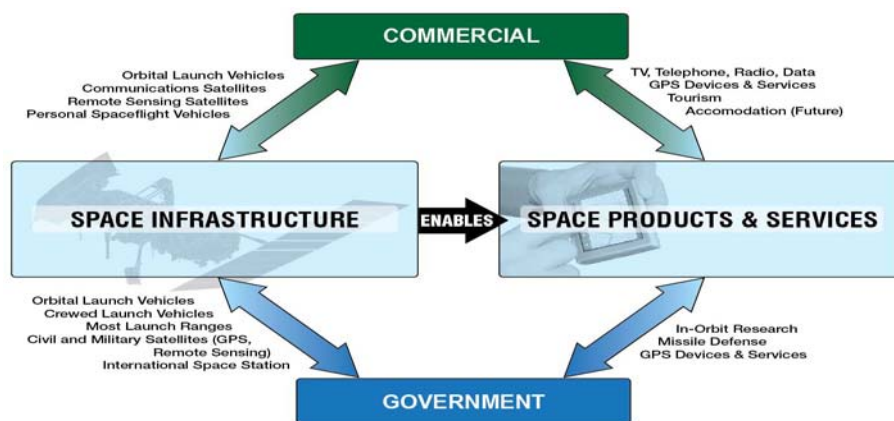 COMMERCIAL
Orbital Launch Vehicles
Communications Satellites
Remote Sensing Satellites
Personal Spaceflight Vehicles
TV, Telephone, Radio, Data
GPS Devices & Services
Tourism
Accomodation (Future)
SPACE INFRASTRUCTURE
ENABLES
SPACE PRODUCTS & SERVICES
Orbital Launch Vehicles
Crewed Launch Vehicles
Most Launch Ranges
Civil and Military Satellites (GPS,
Remote Sensing)
International Space Station
In-Orbit Research
Missile Defense
GPS Devices & Services
GOVERNMENT